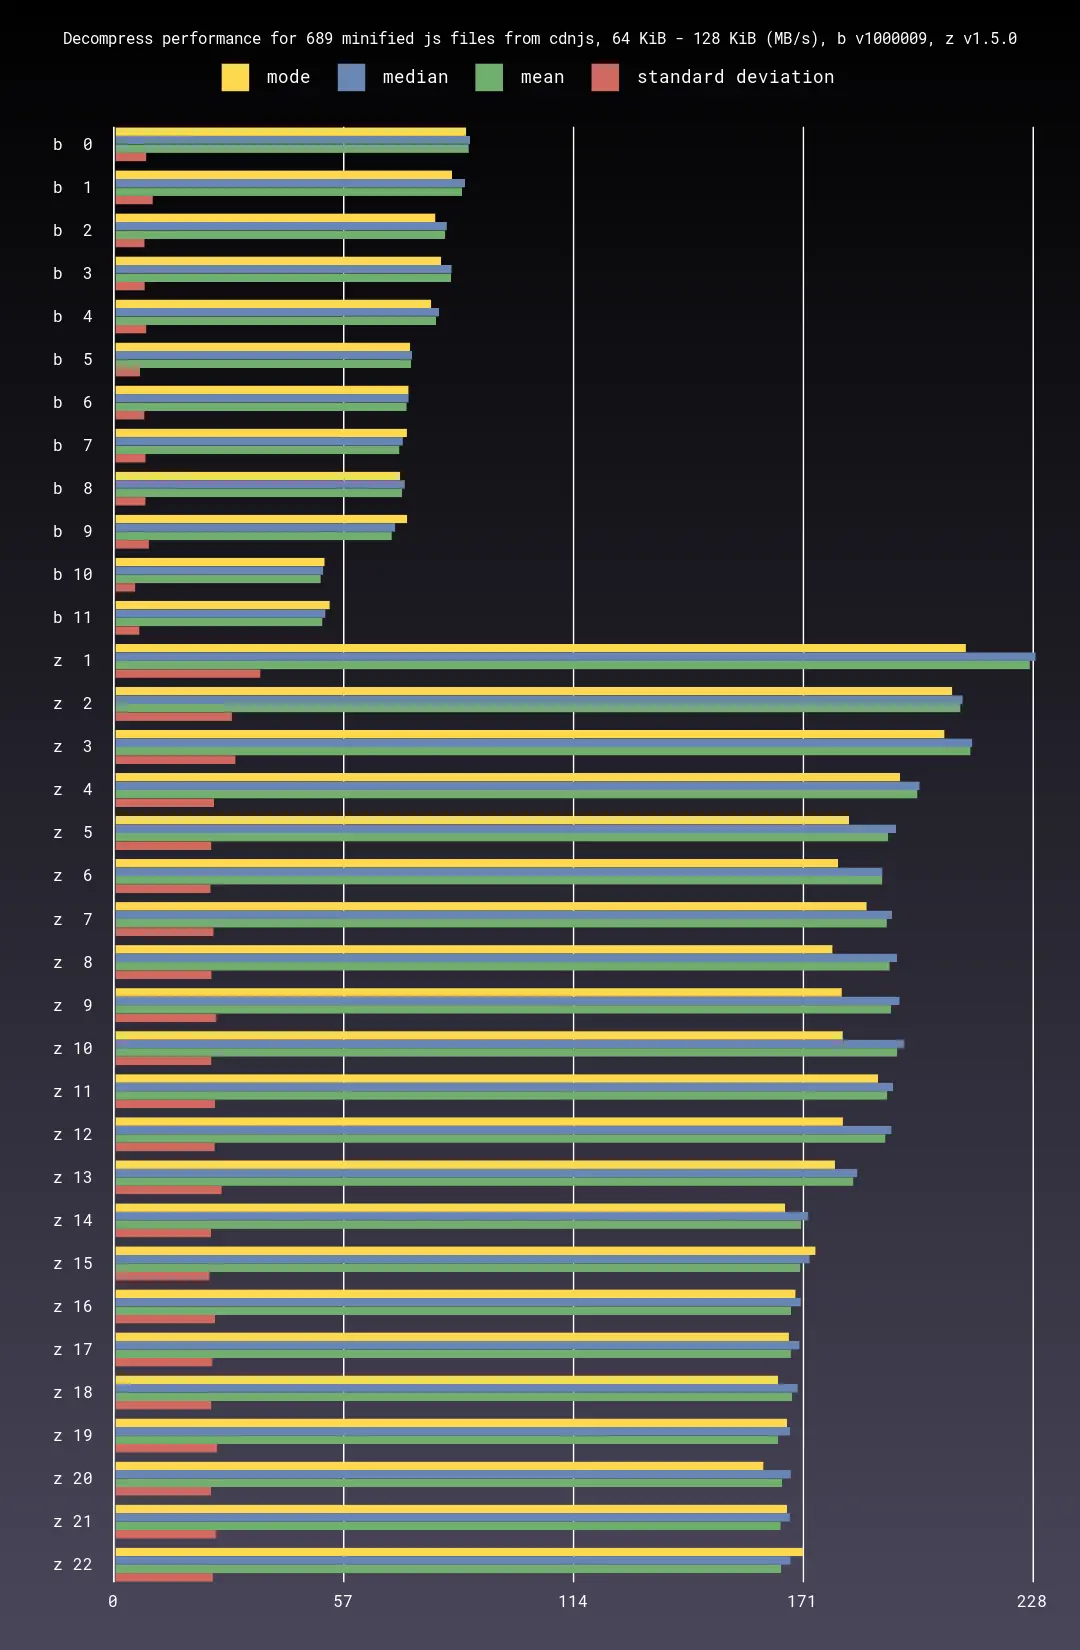 Decompress performance for 689 minified js files from cdnjs, 64 KiB - 128 KiB (MB/s), b v1000009, z v1.5.0
mode median mean standard deviation
b 0
b 1
b 2
b 3
b 4
b 5
b 6
b 7
b 8
b 9
b 10
b 11
z 1
z 2
z 3
z 4
z 5
z 6
z 7
z 8
z 9
z 10
z 11
z 12
z 13
z 14
z 15
z 16
z 17
z 18
z 19
z 20
z 21
z 22
0 57 114 171 228